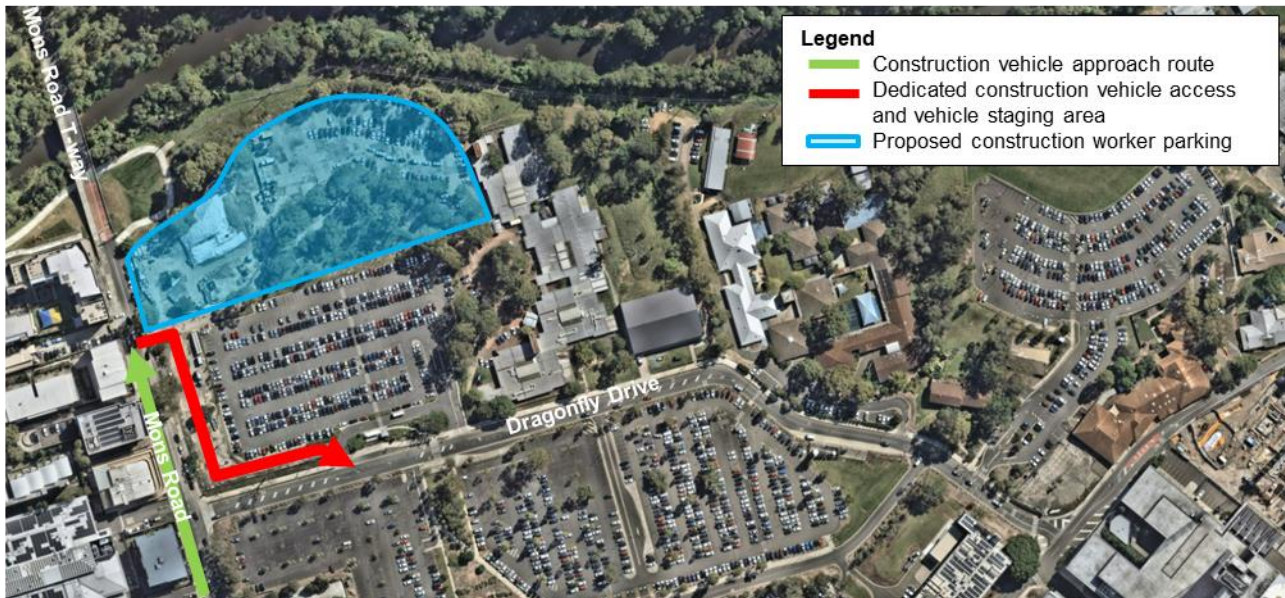 Mons Road T-way
Legend
Construction vehicle approach route
Dedicated construction vehicle access
and vehicle staging area
Proposed construction worker parking
Dragonfly Drive
Mons Road